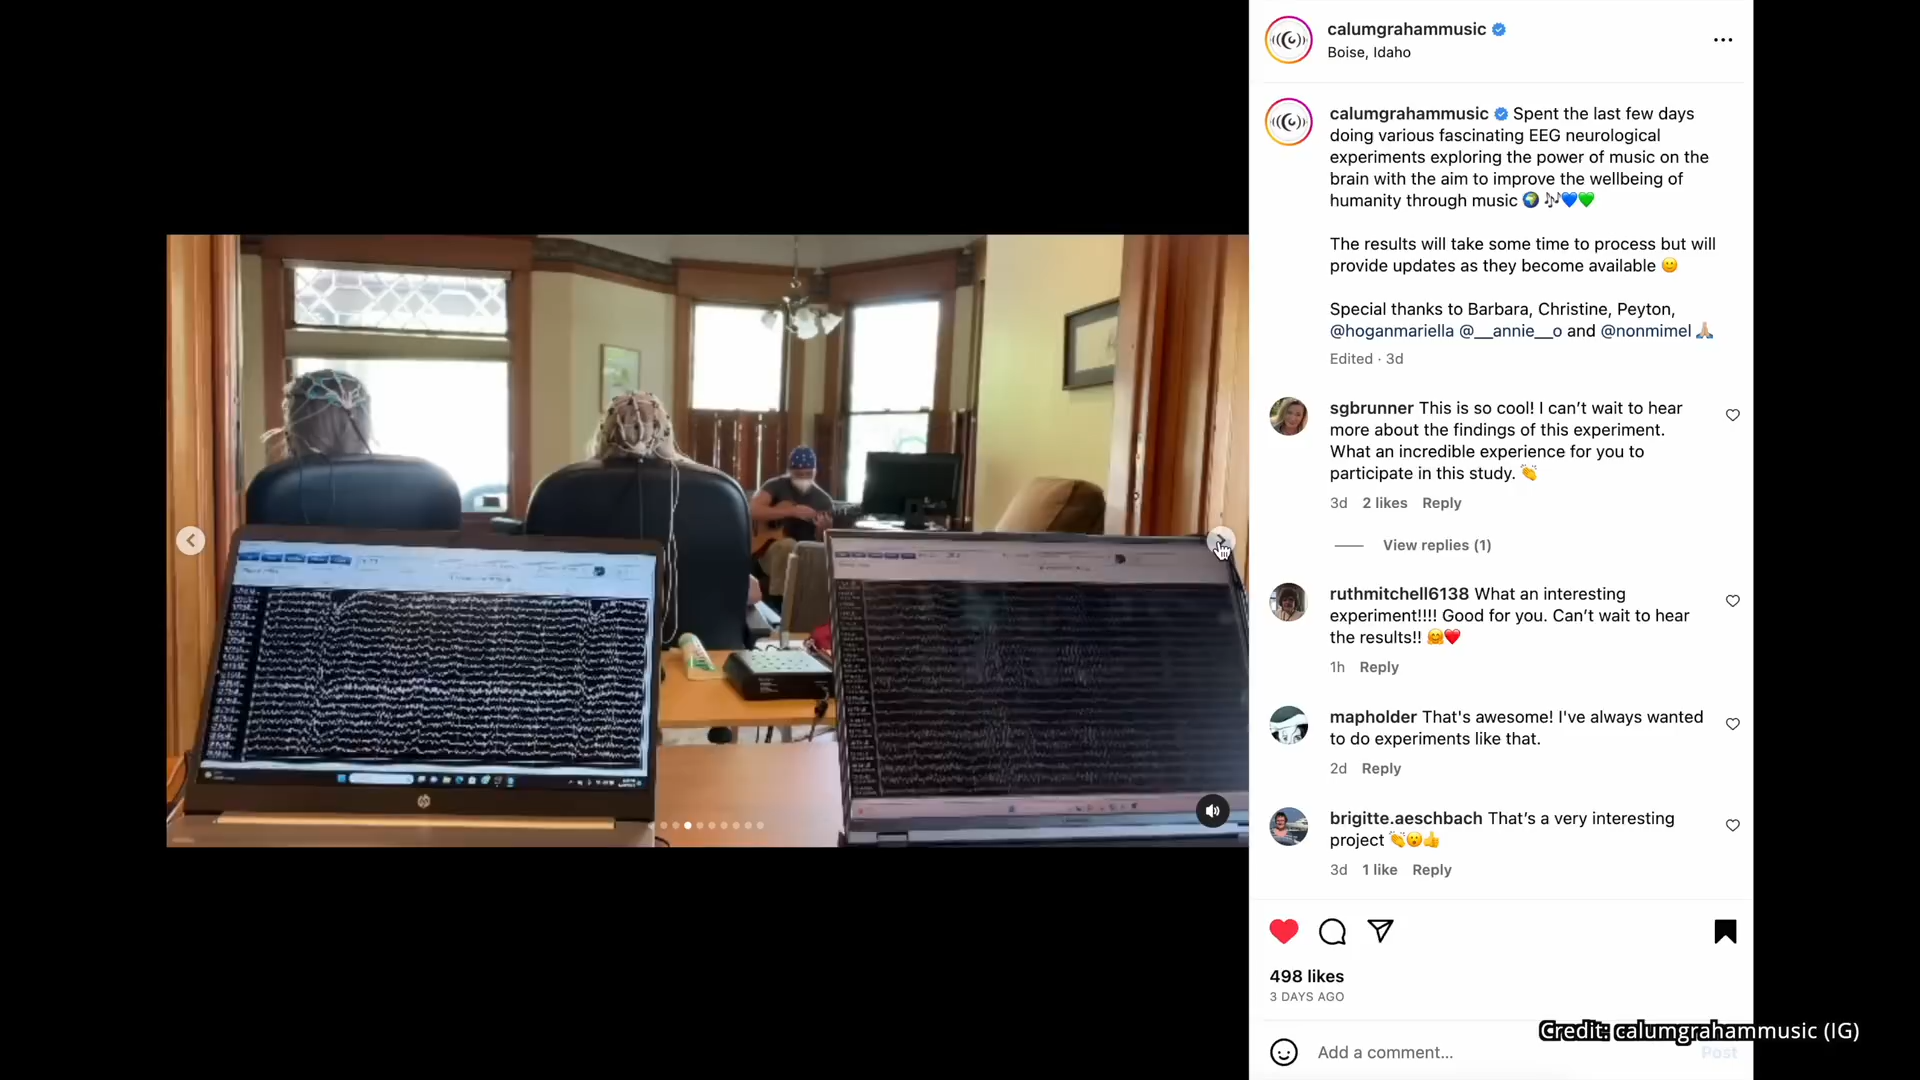 calumgrahammusic
Boise, Idaho
calumgrahammusic Spent the last few days
doing various fascinating EEG neurological
experiments exploring the power of music on the
brain with the aim to improve the wellbeing of
humanity through music 🌍 🎶💙💚
The results will take some time to process but will
provide updates as they become available 🙂
Special thanks to Barbara, Christine, Peyton,
@hoganmariella @__annie__o and @nonmimel 🙏🏼
Edited · 3d
sgbrunner This is so cool! I can’t wait to hear
more about the findings of this experiment.
What an incredible experience for you to
participate in this study. 👏
3d 2 likes Reply
View replies (1)
ruthmitchell6138 What an interesting
experiment!!!! Good for you. Can’t wait to hear
the results!! 🤗❤️
1h Reply
mapholder That's awesome! I've always wanted
to do experiments like that.
2d Reply
brigitte.aeschbach That’s a very interesting
project 👏😮👍
3d 1 like Reply
498 likes
3 DAYS AGO
Credit: calumgrahammusic (IG)
Add a comment...
Post
hp